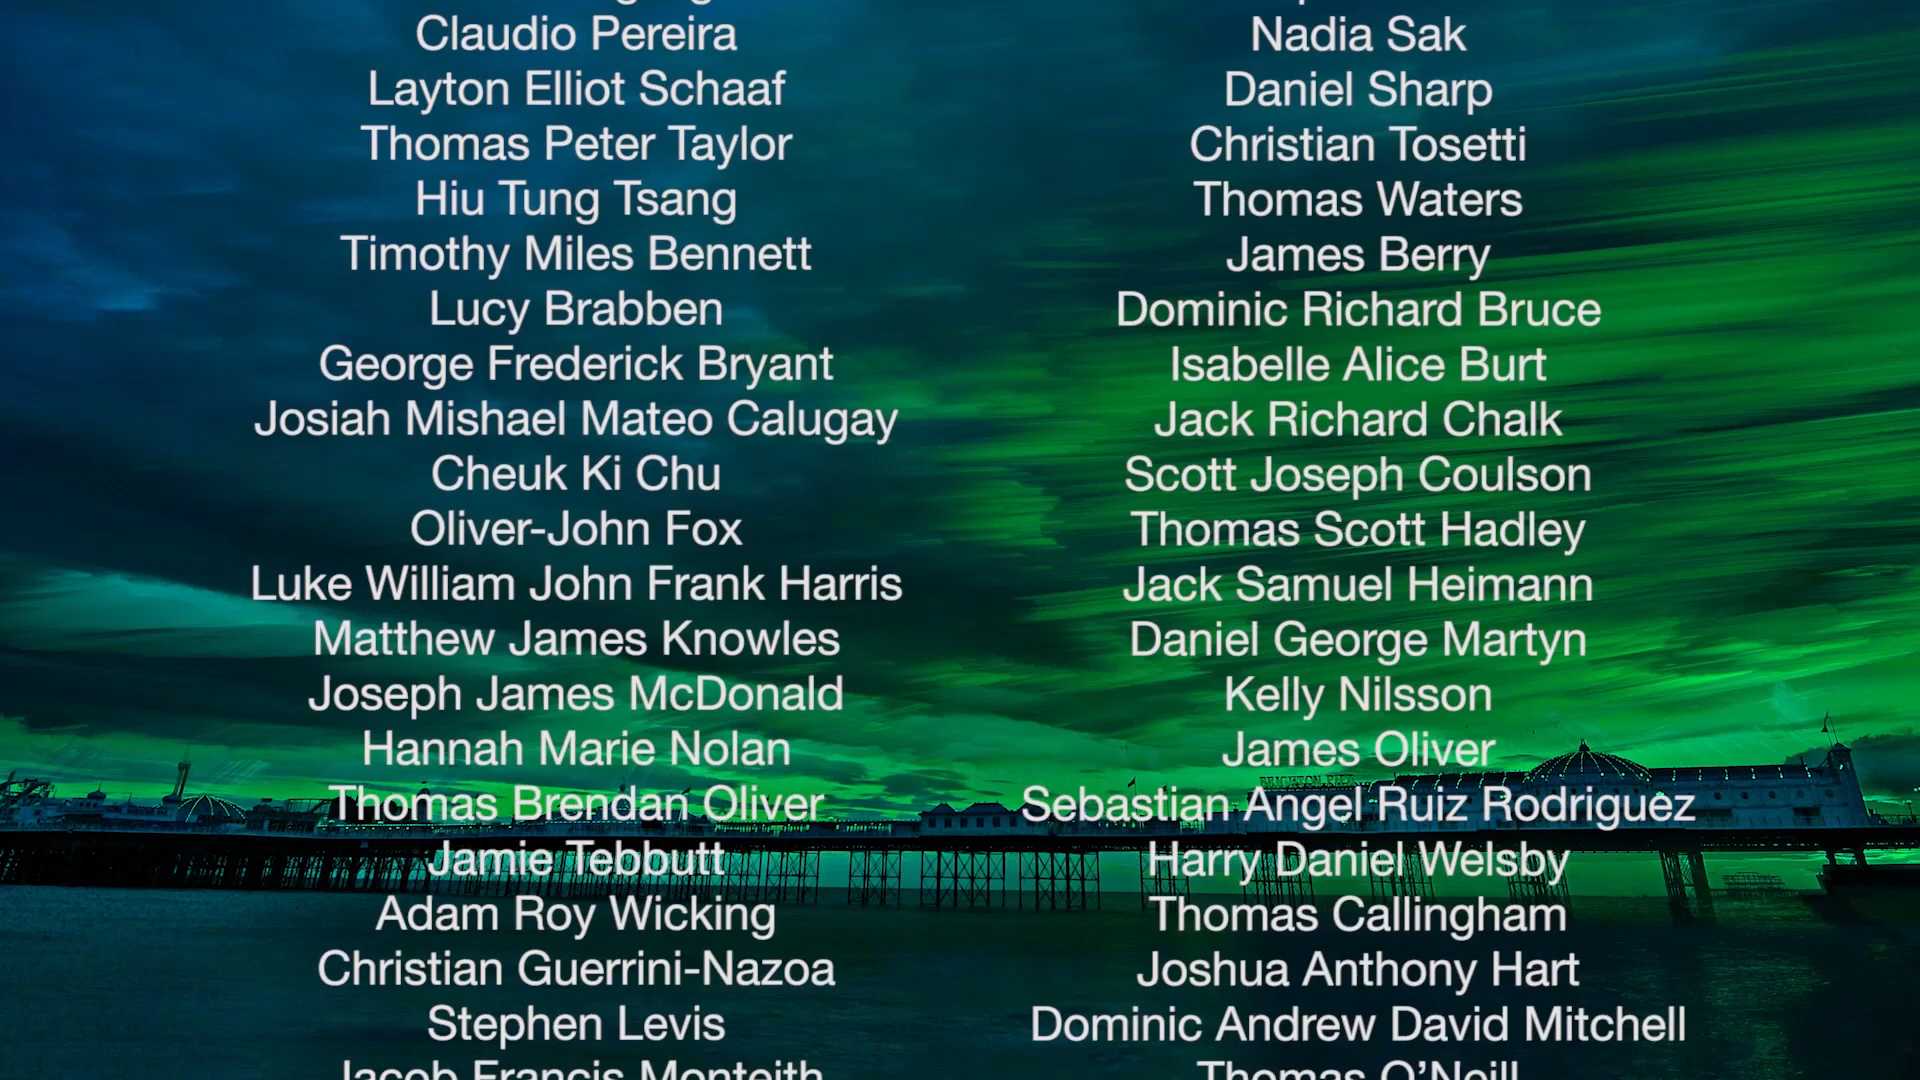 Claudio Pereira
Layton Elliot Schaaf
Thomas Peter Taylor
Hiu Tung Tsang
Timothy Miles Bennett
Lucy Brabben
George Frederick Bryant
Josiah Mishael Mateo Calugay
Cheuk Ki Chu
Oliver-John Fox
Luke William John Frank Harris
Matthew James Knowles
Joseph James McDonald
Hannah Marie Nolan
Thomas Brendan Oliver
Jamie Tebbutt
Adam Roy Wicking
Christian Guerrini-Nazoa
Stephen Levis
Jacob Francis Monteith
Nadia Sak
Daniel Sharp
Christian Tosetti
Thomas Waters
James Berry
Dominic Richard Bruce
Isabelle Alice Burt
Jack Richard Chalk
Scott Joseph Coulson
Thomas Scott Hadley
Jack Samuel Heimann
Daniel George Martyn
Kelly Nilsson
James Oliver
Sebastian Angel Ruiz Rodriguez
Harry Daniel Welsby
Thomas Callingham
Joshua Anthony Hart
Dominic Andrew David Mitchell
Thomas O’Neill
BRIGHTON PIER